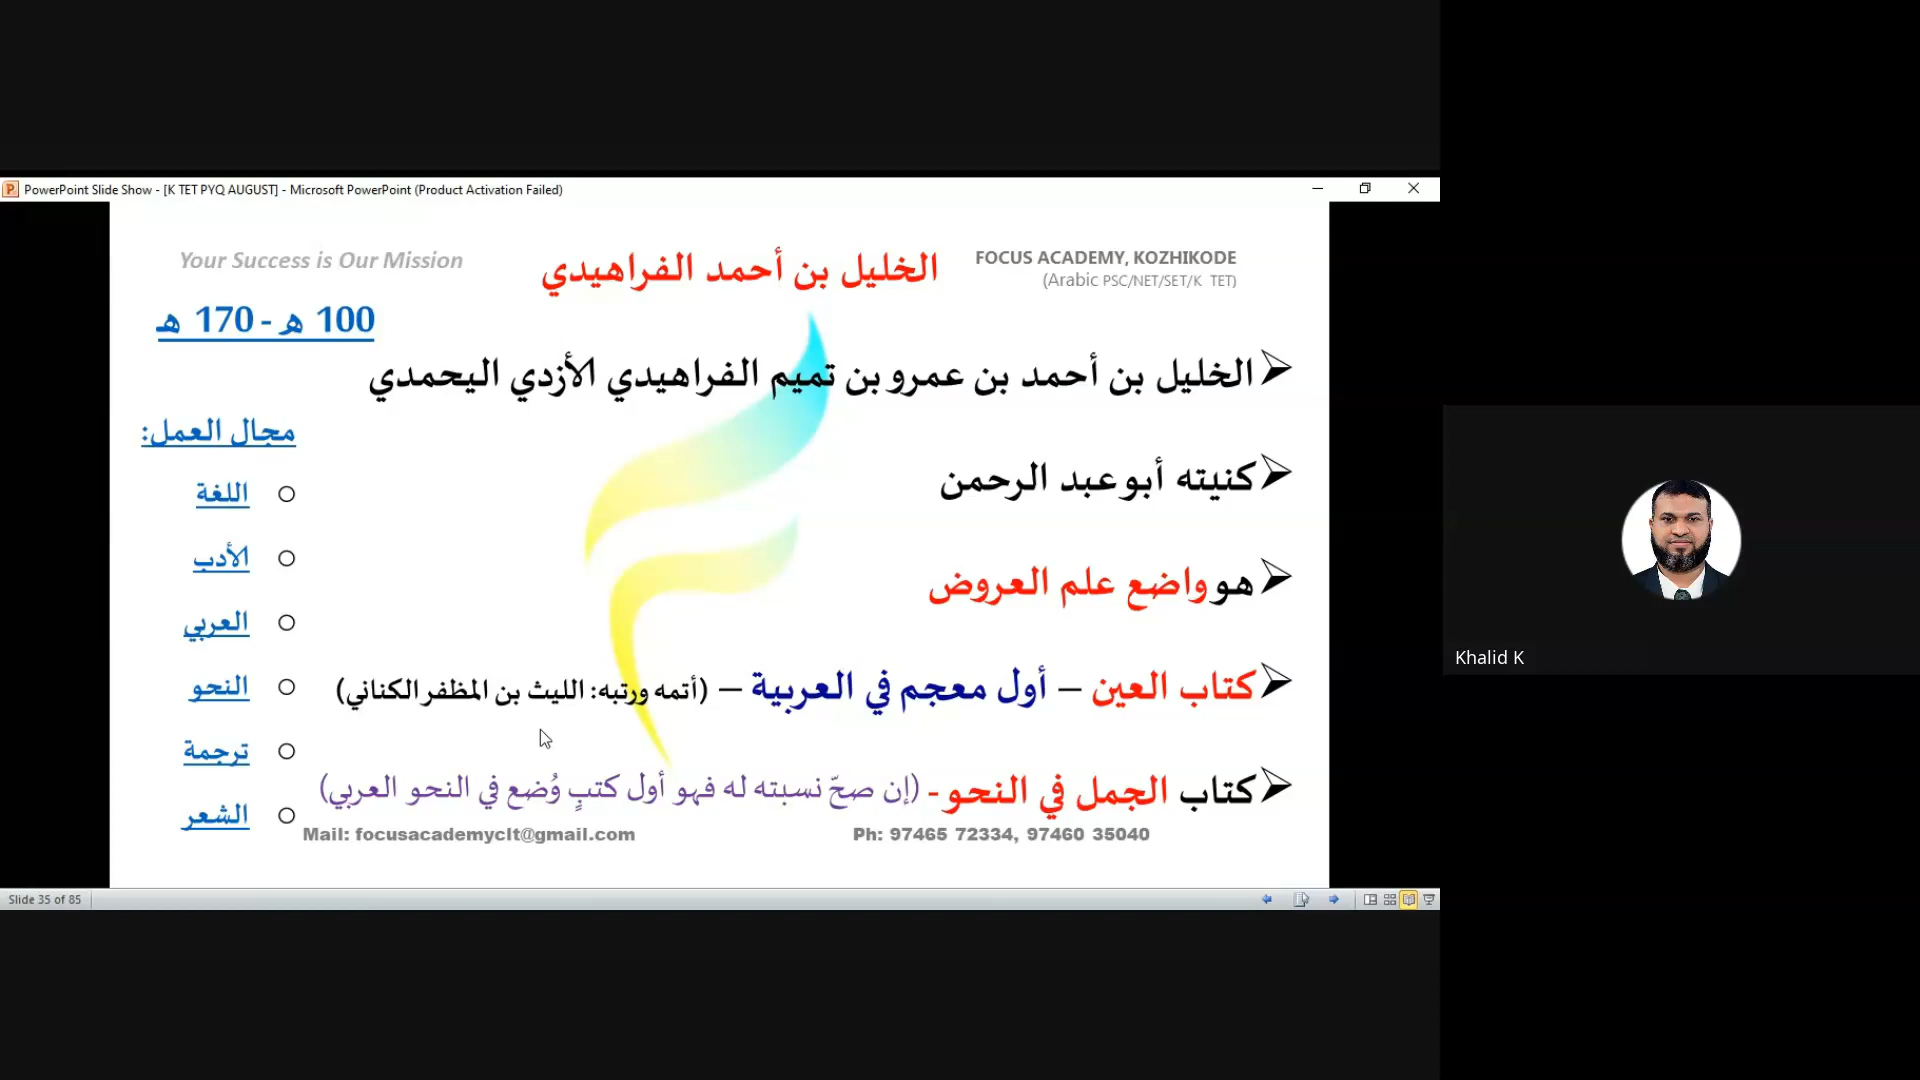 PowerPoint Slide Show - [K TET PYQ AUGUST] - Microsoft PowerPoint (Product Activation Failed)
Your Success is Our Mission
الخليل بن أحمد الفراهيدي
FOCUS ACADEMY, KOZHIKODE
(Arabic PSC/NET/SET/K TET)
100 هـ - 170 هـ
الخليل بن أحمد بن عمرو بن تميم الفراهيدي الأزدي اليحمدي
كنيته أبو عبد الرحمن
هو واضع علم العروض
كتاب العين – أول معجم في العربية – (أتمه ورتبه: الليث بن المظفر الكناني)
كتاب الجمل في النحو - (إن صحّ نسبته له فهو أول كتبٍ وُضع في النحو العربي)
مجال العمل:
اللغة
الأدب
العربي
النحو
ترجمة
الشعر
Mail: focusacademyclt@gmail.com
Ph: 97465 72334, 97460 35040
Slide 35 of 85
Khalid K